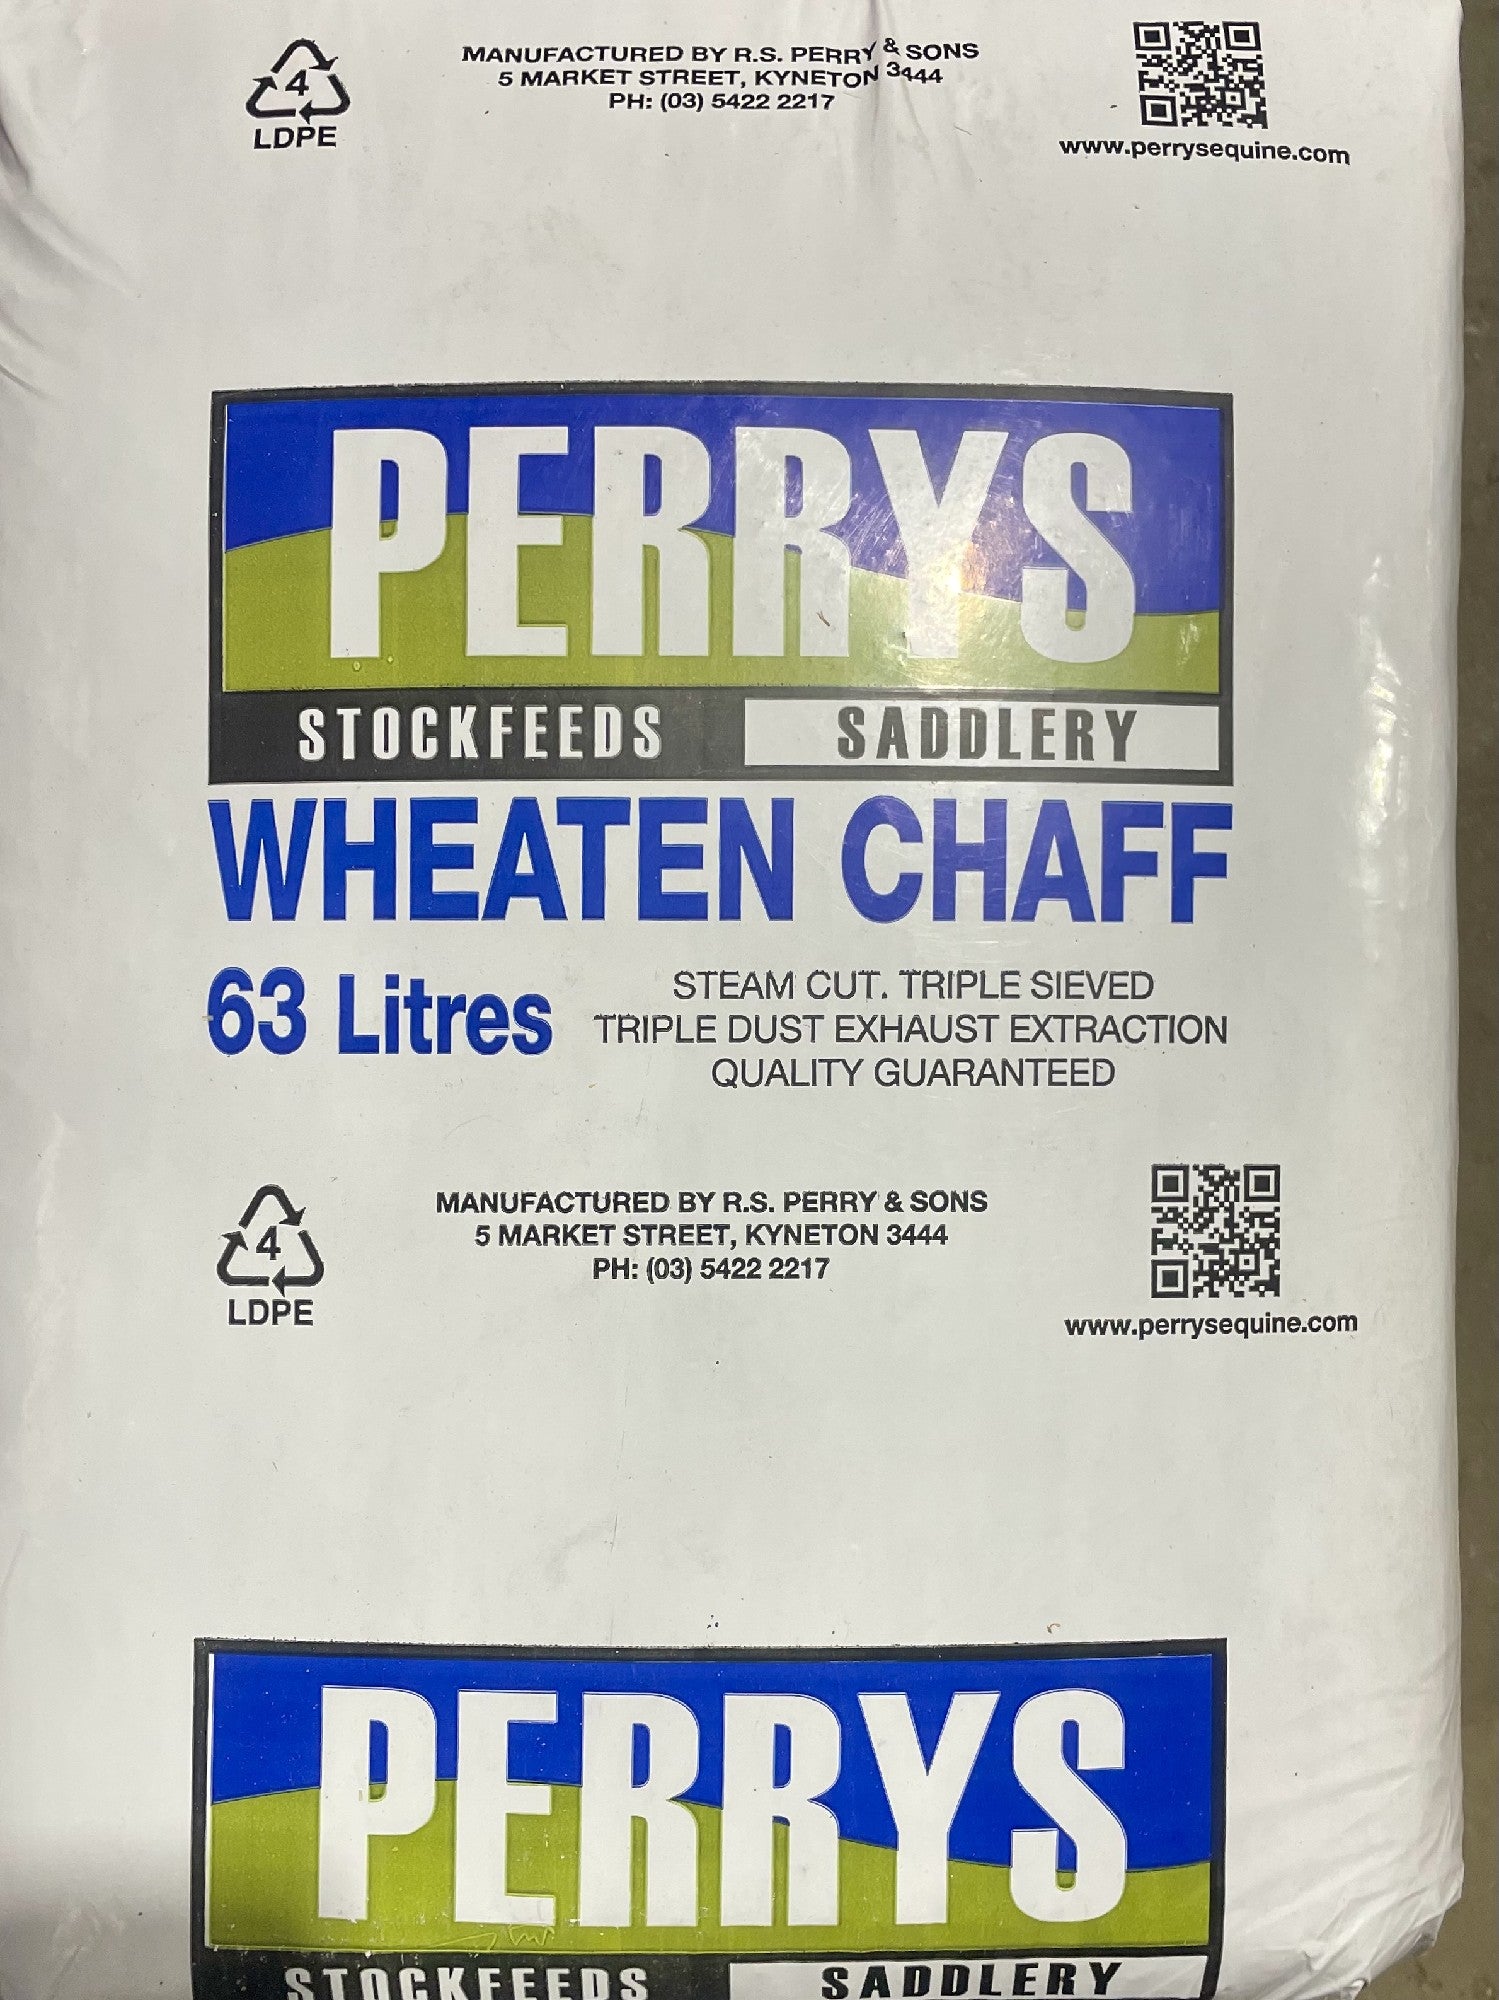 4
LDPE
MANUFACTURED BY R.S. PERRY & SONS
5 MARKET STREET, KYNETON 3444
PH: (03) 5422 2217
www.perrysequine.com
PERRYS
STOCKFEEDS
SADDLERY
WHEATEN CHAFF
63 Litres
STEAM CUT. TRIPLE SIEVED
TRIPLE DUST EXHAUST EXTRACTION
QUALITY GUARANTEED
4
LDPE
MANUFACTURED BY R.S. PERRY & SONS
5 MARKET STREET, KYNETON 3444
PH: (03) 5422 2217
www.perrysequine.com
PERRYS
STOCKFEEDS
SADDLERY